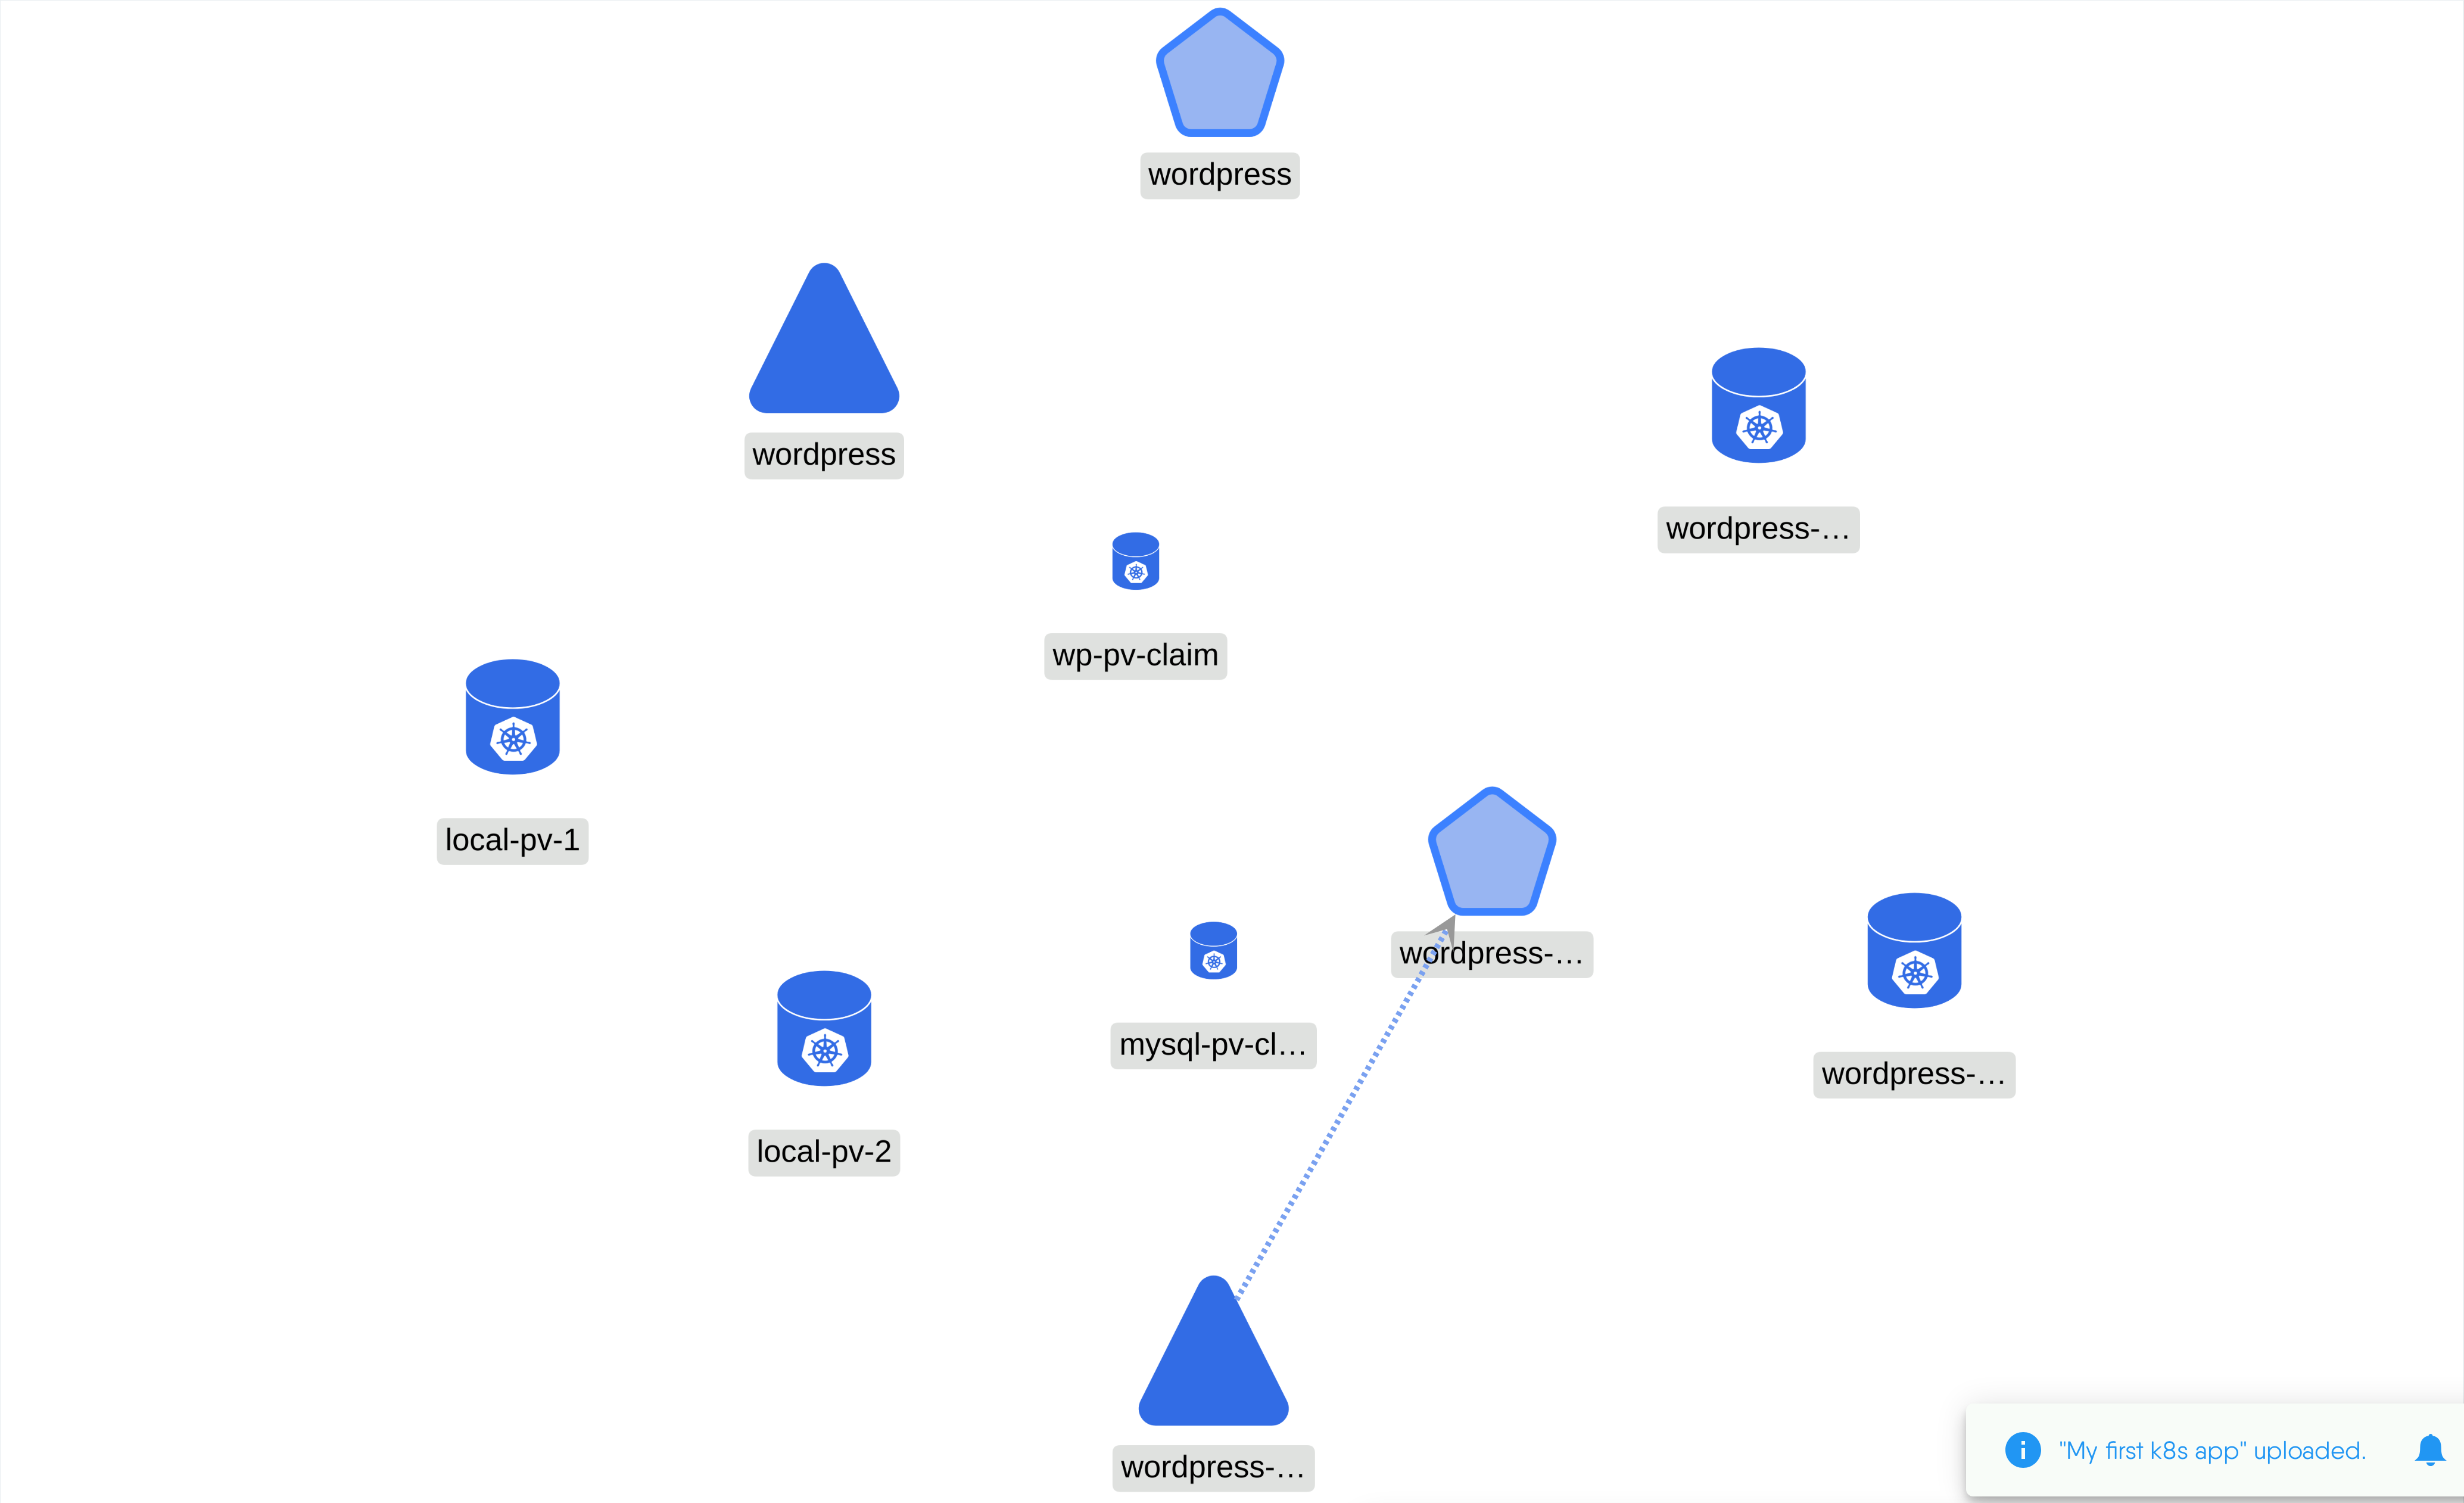 wordpress
wordpress
wordpress-...
wp-pv-claim
local-pv-1
wordpress-...
mysql-pv-cl...
wordpress-...
local-pv-2
wordpress-...
"My first k8s app" uploaded.